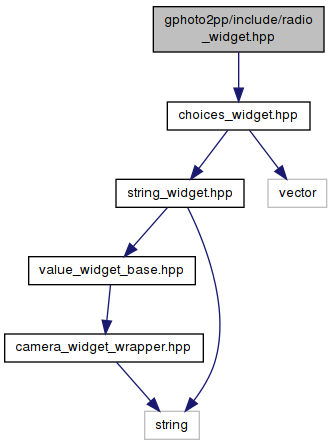 gphoto2pp/include/radio
_widget.hpp
choices_widget.hpp
string_widget.hpp
vector
value_widget_base.hpp
camera_widget_wrapper.hpp
string